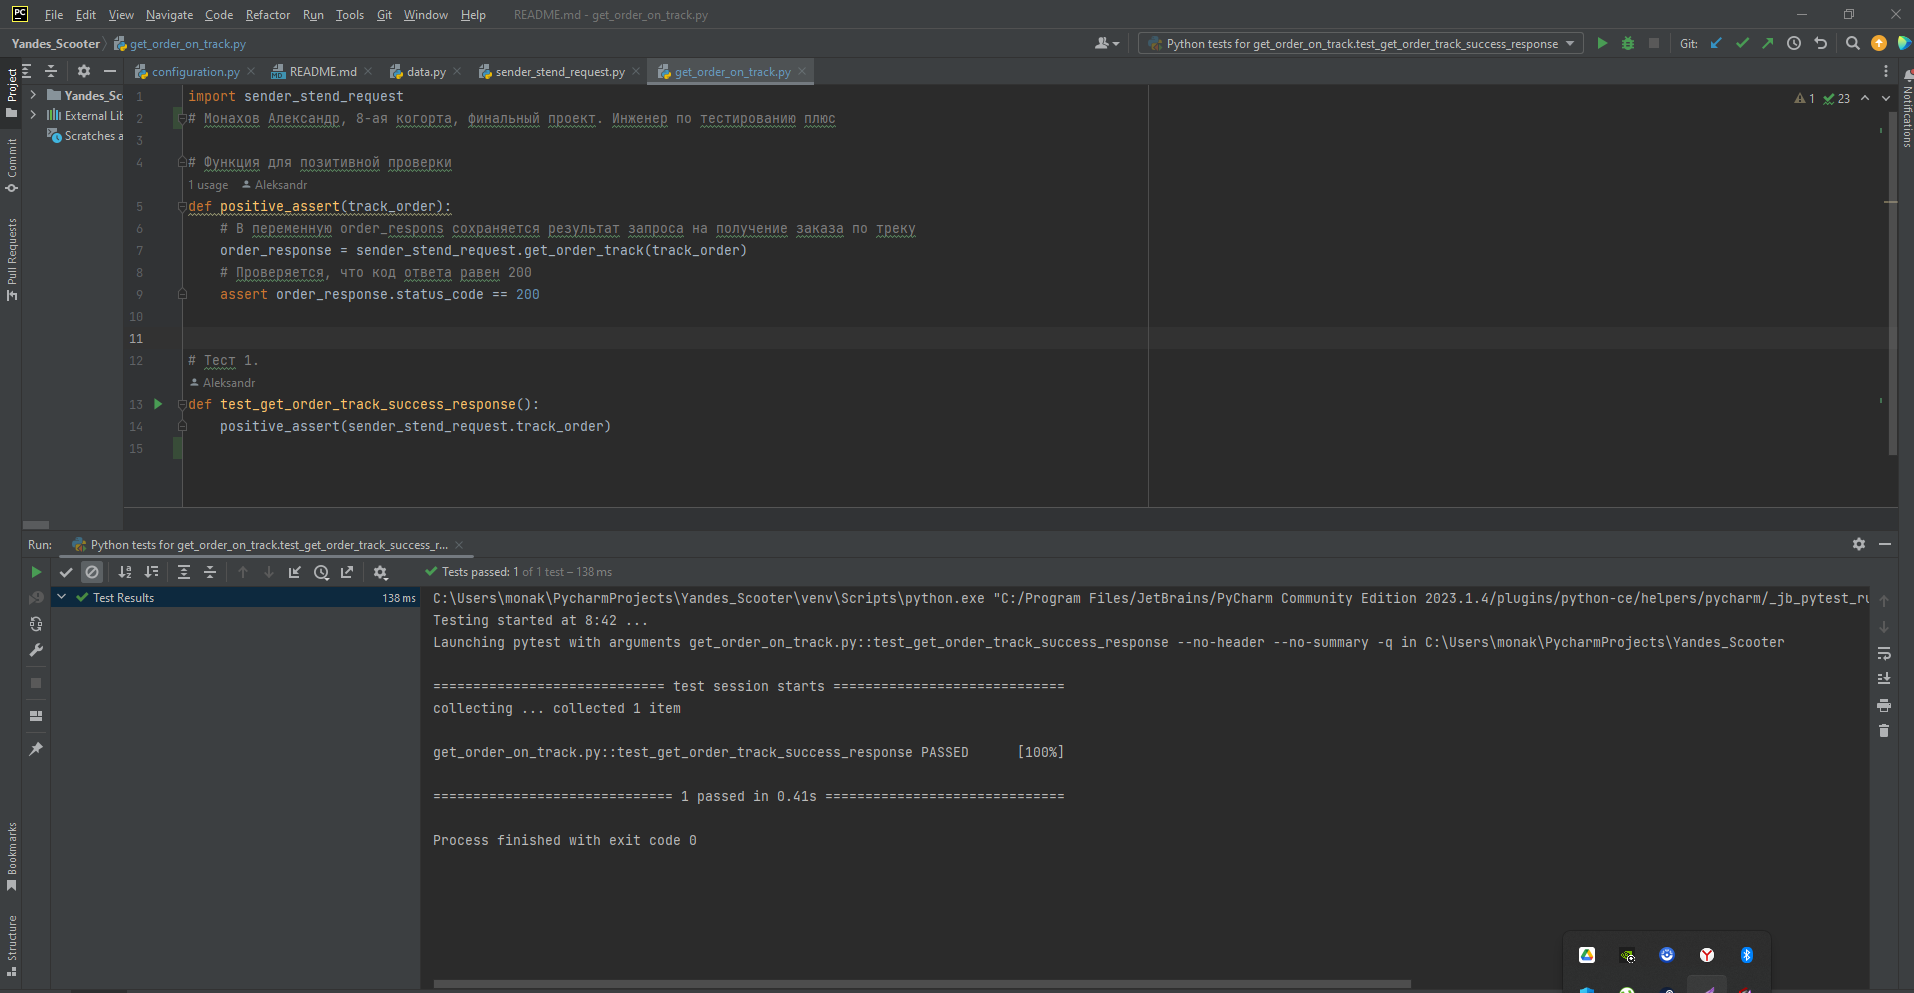 PC File Edit View Navigate Code Refactor Run Tools Git Window Help README.md - get_order_on_track.py
Yandes_Scooter get_order_on_track.py Python tests for get_order_on_track.test_get_order_track_success_response Git:
configuration.py README.md data.py sender_stend_request.py get_order_on_track.py
Project
Commit
Pull Requests
Bookmarks
Structure
Notifications
Yandes_Sc
External Lib
Scratches a
1 23
1 import sender_stend_request
2 # Монахов Александр, 8-ая когорта, финальный проект. Инженер по тестированию плюс
3
4 # Функция для позитивной проверки
1 usage Aleksandr
5 def positive_assert(track_order):
6 # В переменную order_respons сохраняется результат запроса на получение заказа по треку
7 order_response = sender_stend_request.get_order_track(track_order)
8 # Проверяется, что код ответа равен 200
9 assert order_response.status_code == 200
10
11
12 # Тест 1.
Aleksandr
13 def test_get_order_track_success_response():
14 positive_assert(sender_stend_request.track_order)
15
Run: Python tests for get_order_on_track.test_get_order_track_success_r...
Tests passed: 1 of 1 test – 138 ms
Test Results 138 ms
C:\Users\monak\PycharmProjects\Yandes_Scooter\venv\Scripts\python.exe "C:/Program Files/JetBrains/PyCharm Community Edition 2023.1.4/plugins/python-ce/helpers/pycharm/_jb_pytest_ru
Testing started at 8:42 ...
Launching pytest with arguments get_order_on_track.py::test_get_order_track_success_response --no-header --no-summary -q in C:\Users\monak\PycharmProjects\Yandes_Scooter
============================= test session starts =============================
collecting ... collected 1 item
get_order_on_track.py::test_get_order_track_success_response PASSED [100%]
============================== 1 passed in 0.41s ==============================
Process finished with exit code 0